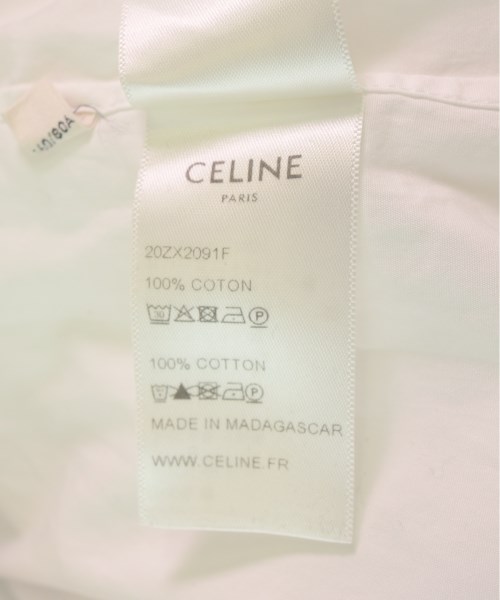 CELINE
PARIS
20ZX2091F
100% COTON
100% COTTON
MADE IN MADAGASCAR
WWW.CELINE.FR